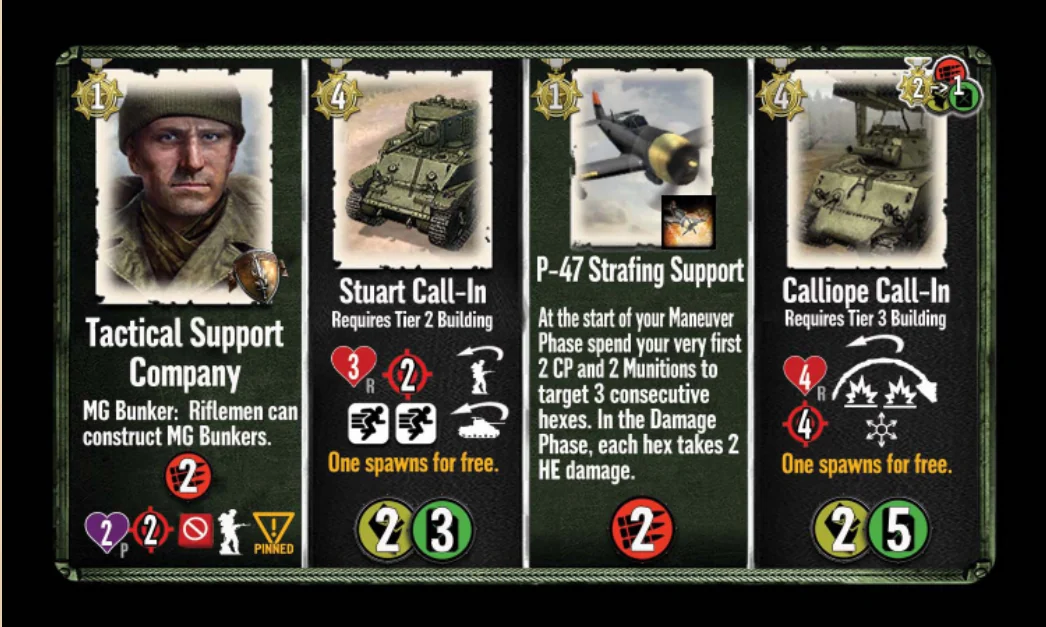 1
Tactical Support
Company
MG Bunker: Riflemen can
construct MG Bunkers.
2
2 P 2 PINNED
4
Stuart Call-In
Requires Tier 2 Building
3 R 2
One spawns for free.
2 3
1
P-47 Strafing Support
At the start of your Maneuver
Phase spend your very first
2 CP and 2 Munitions to
target 3 consecutive
hexes. In the Damage
Phase, each hex takes 2
HE damage.
2
4
2 -> 1
Calliope Call-In
Requires Tier 3 Building
4 R
4
One spawns for free.
2 5